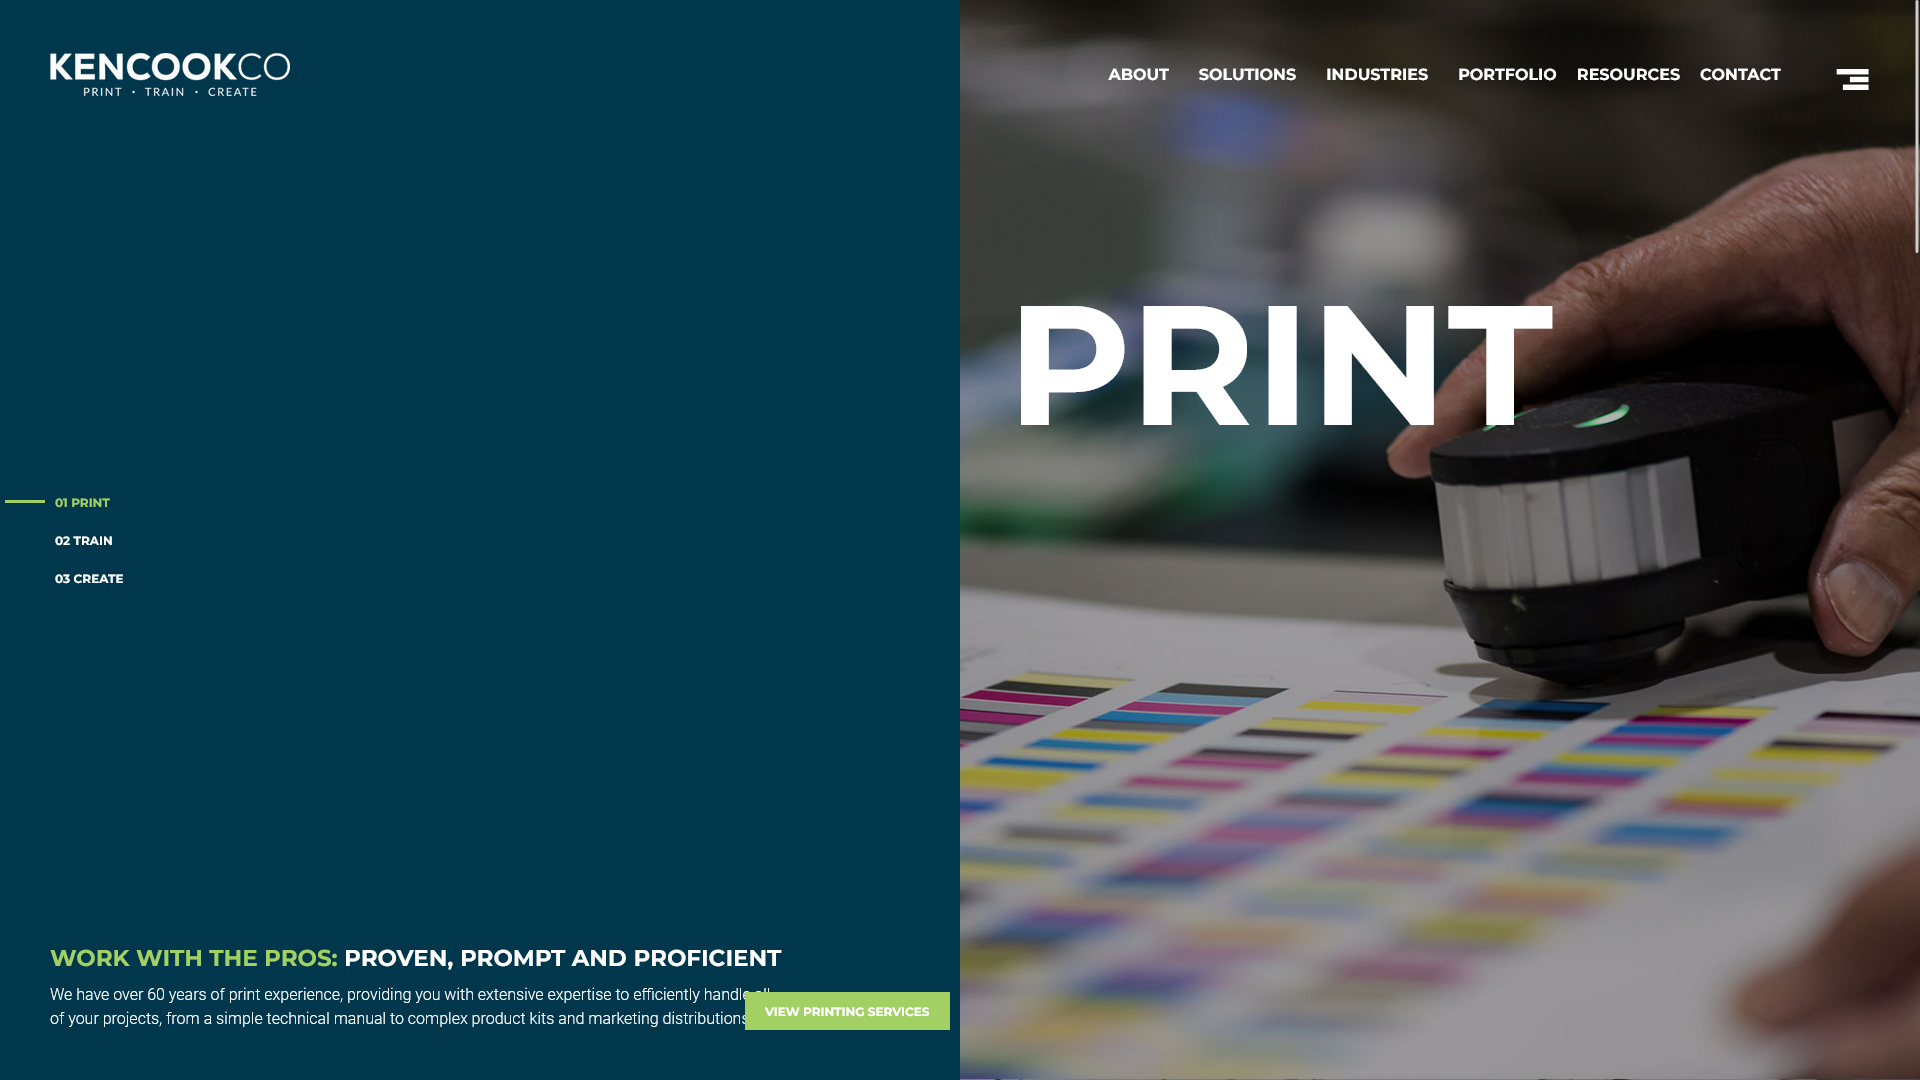 KENCOOKCO
PRINT • TRAIN • CREATE
ABOUT SOLUTIONS INDUSTRIES PORTFOLIO RESOURCES CONTACT
PRINT
01 PRINT
02 TRAIN
03 CREATE
WORK WITH THE PROS: PROVEN, PROMPT AND PROFICIENT
We have over 60 years of print experience, providing you with extensive expertise to efficiently handle all
of your projects, from a simple technical manual to complex product kits and marketing distributions
VIEW PRINTING SERVICES